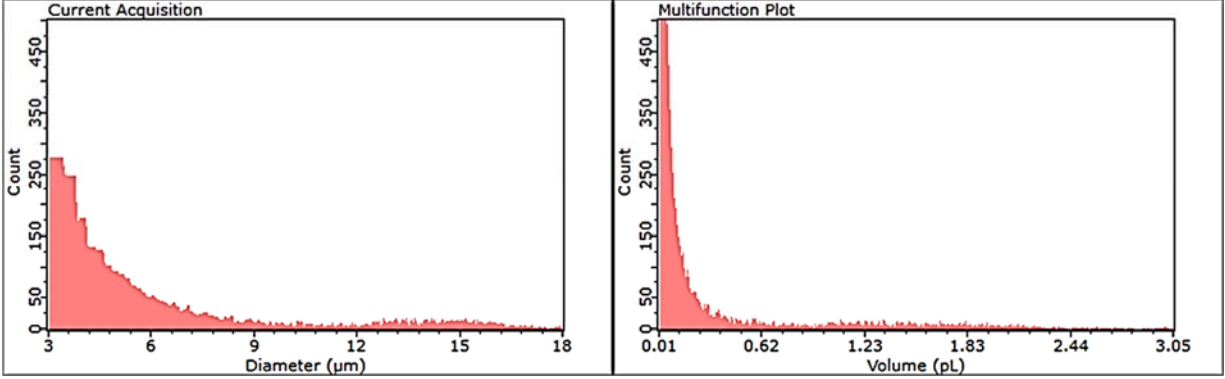 Current Acquisition
450
350
250
150
50
0
Count
3 6 9 12 15 18
Diameter (µm)
Multifunction Plot
450
350
250
150
50
0
Count
0.01 0.62 1.23 1.83 2.44 3.05
Volume (pL)